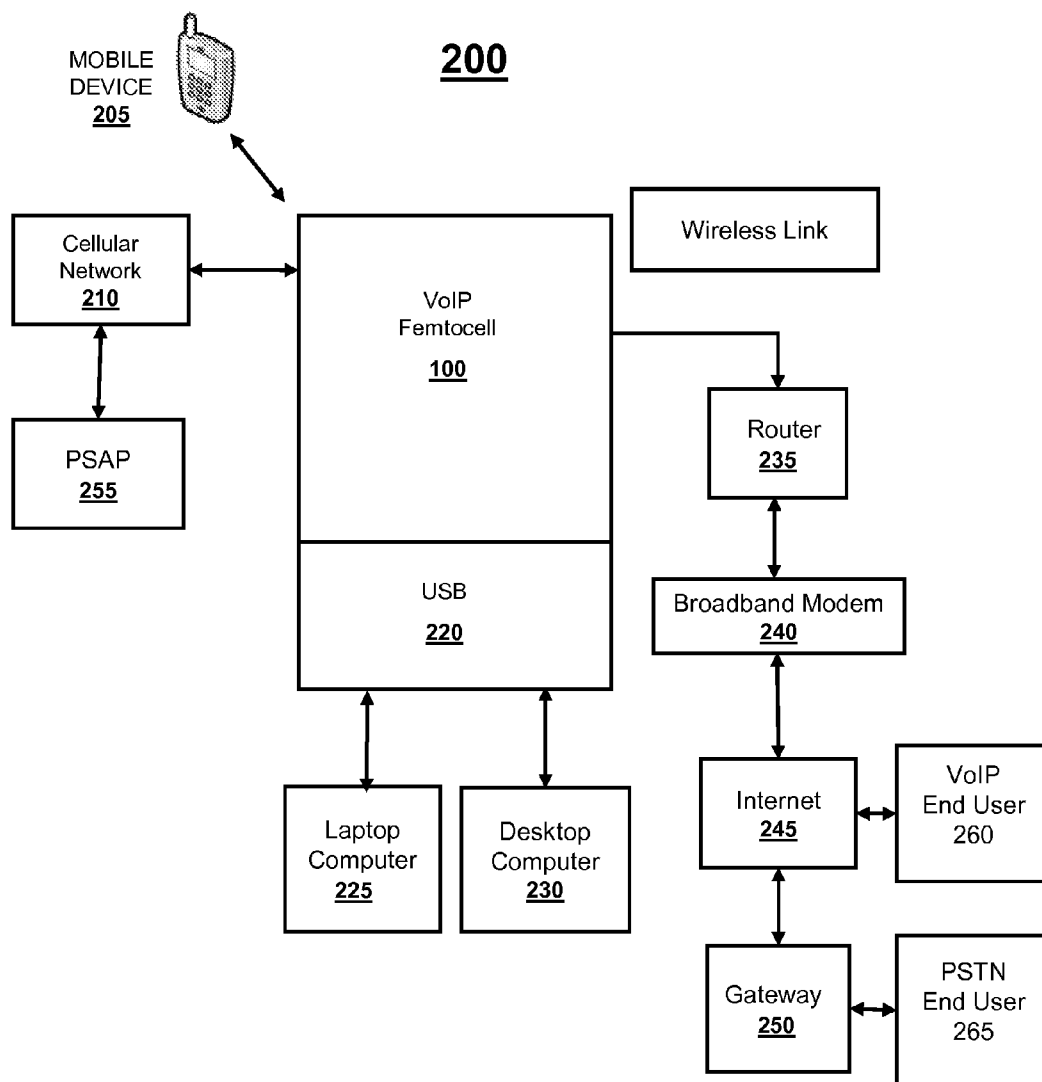 200
MOBILE
DEVICE
205
Cellular
Network
210
Wireless Link
VoIP
Femtocell
100
Router
235
PSAP
255
USB
220
Broadband Modem
240
Laptop
Computer
225
Desktop
Computer
230
Internet
245
VoIP
End User
260
Gateway
250
PSTN
End User
265